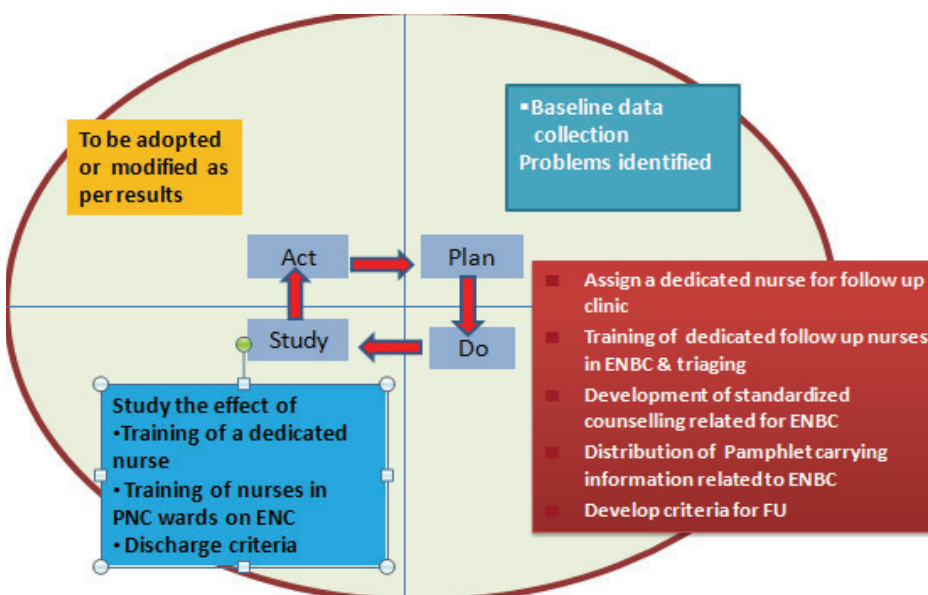 ▪Baseline data
collection
Problems identified
To be adopted
or modified as
per results
Act
Plan
Study
Do
■ Assign a dedicated nurse for follow up
clinic
■ Training of dedicated follow up nurses
in ENBC & triaging
■ Development of standardized
counselling related for ENBC
■ Distribution of Pamphlet carrying
information related to ENBC
■ Develop criteria for FU
Study the effect of
•Training of a dedicated
nurse
• Training of nurses in
PNC wards on ENC
• Discharge criteria